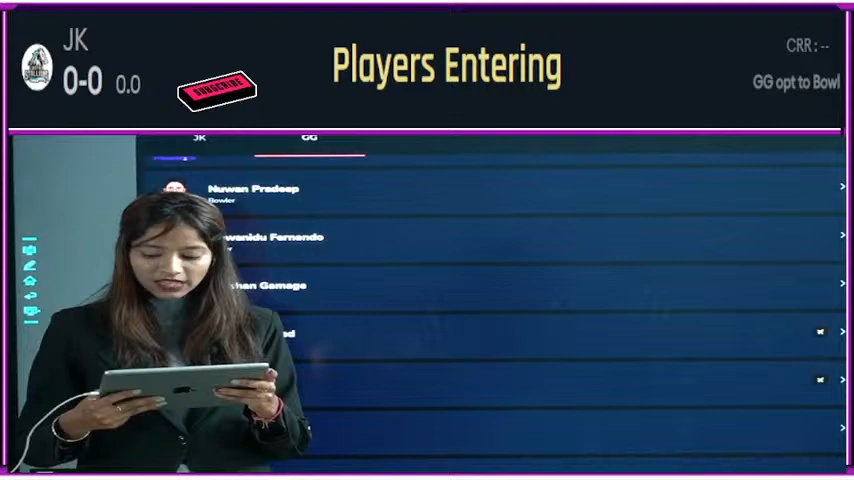 JK
0-0 0.0
SUBSCRIBE
Players Entering
CRR : --
GG opt to Bowl
JK GG
Nuwan Pradeep
Bowler
Fernando
Gamage